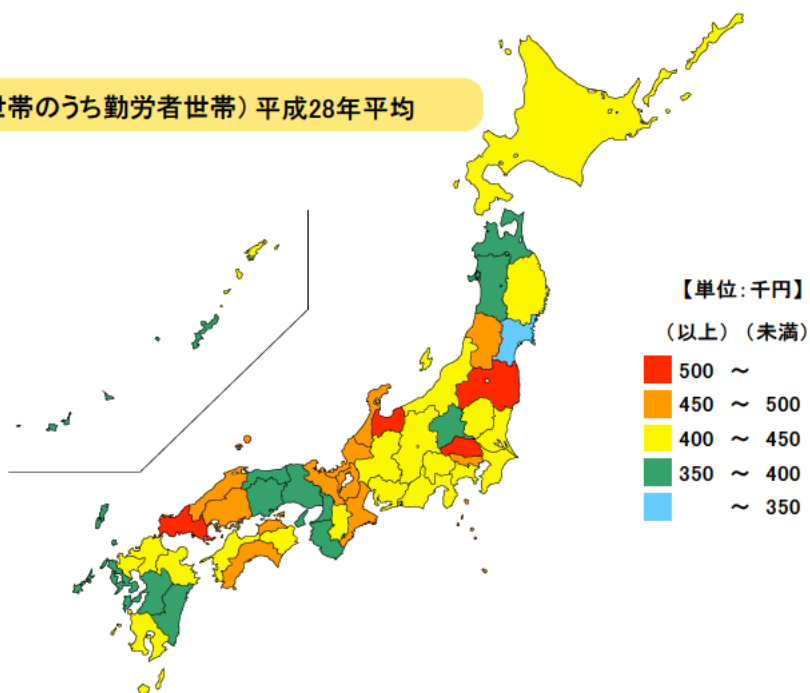 世帯のうち勤労者世帯) 平成28年平均
【単位:千円】
(以上) (未満)
500 ～
450 ～ 500
400 ～ 450
350 ～ 400
～ 350